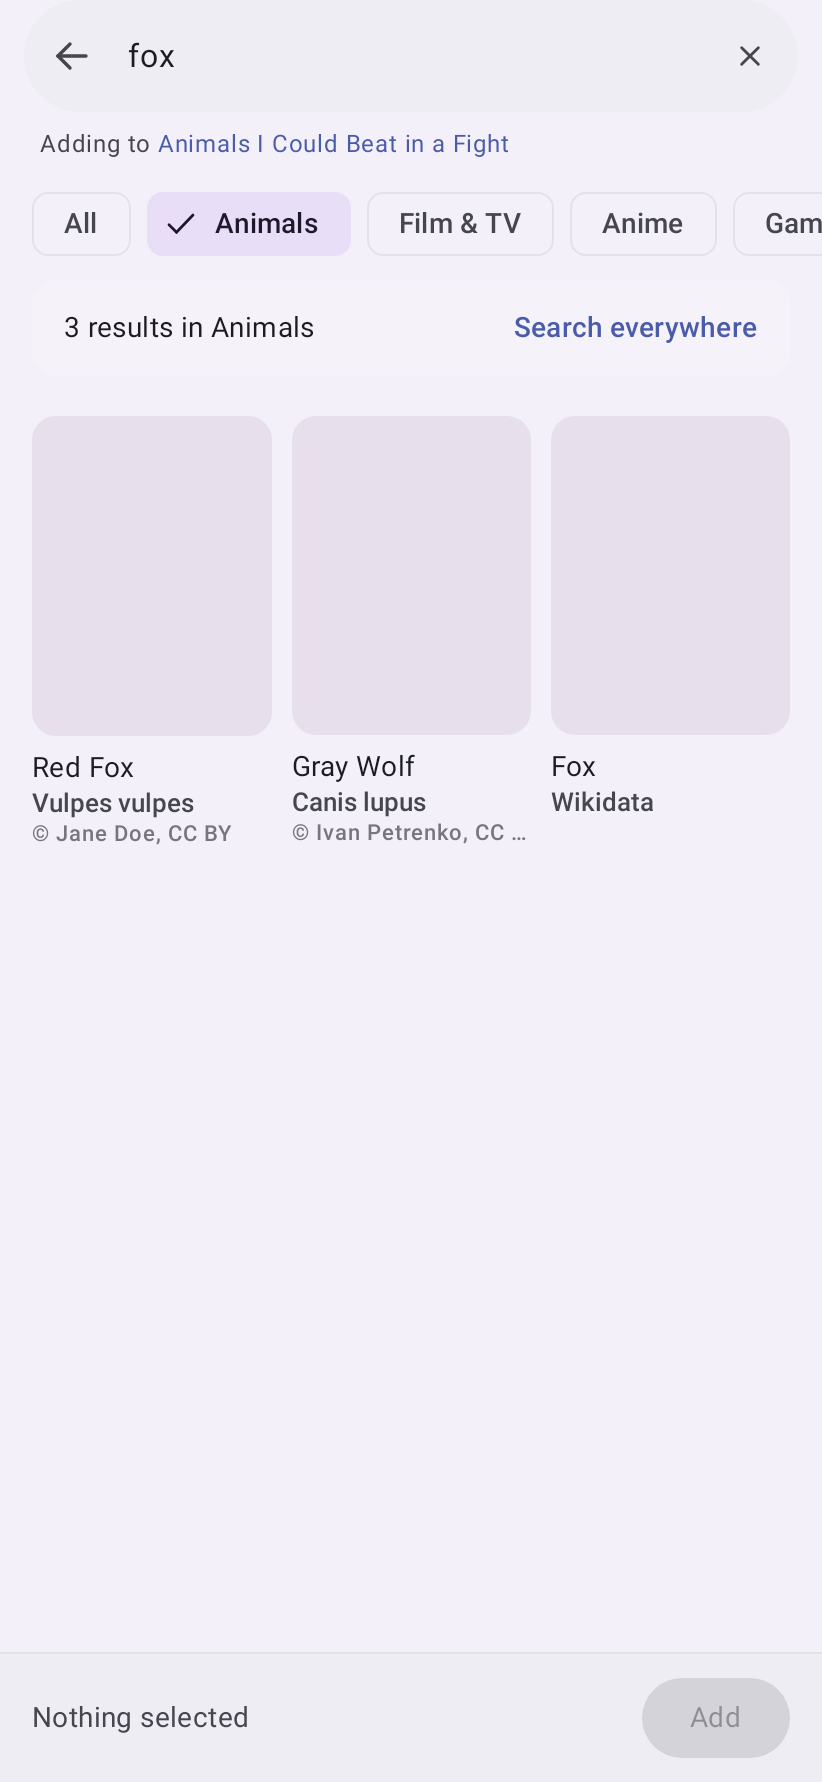 fox
Adding to Animals I Could Beat in a Fight
All
Animals
Film & TV
Anime
Gam
3 results in Animals
Search everywhere
Red Fox
Vulpes vulpes
© Jane Doe, CC BY
Gray Wolf
Canis lupus
© Ivan Petrenko, CC …
Fox
Wikidata
Nothing selected
Add